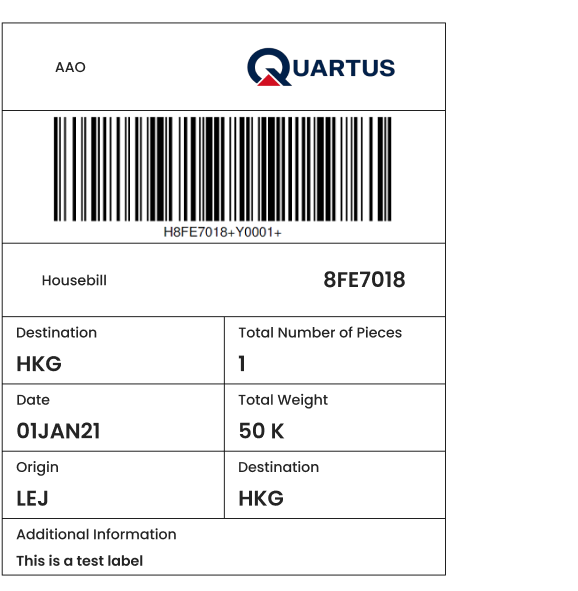 AAO
QUARTUS
H8FE7018+Y0001+
Housebill
8FE7018
Destination
HKG
Total Number of Pieces
1
Date
01JAN21
Total Weight
50 K
Origin
LEJ
Destination
HKG
Additional Information
This is a test label